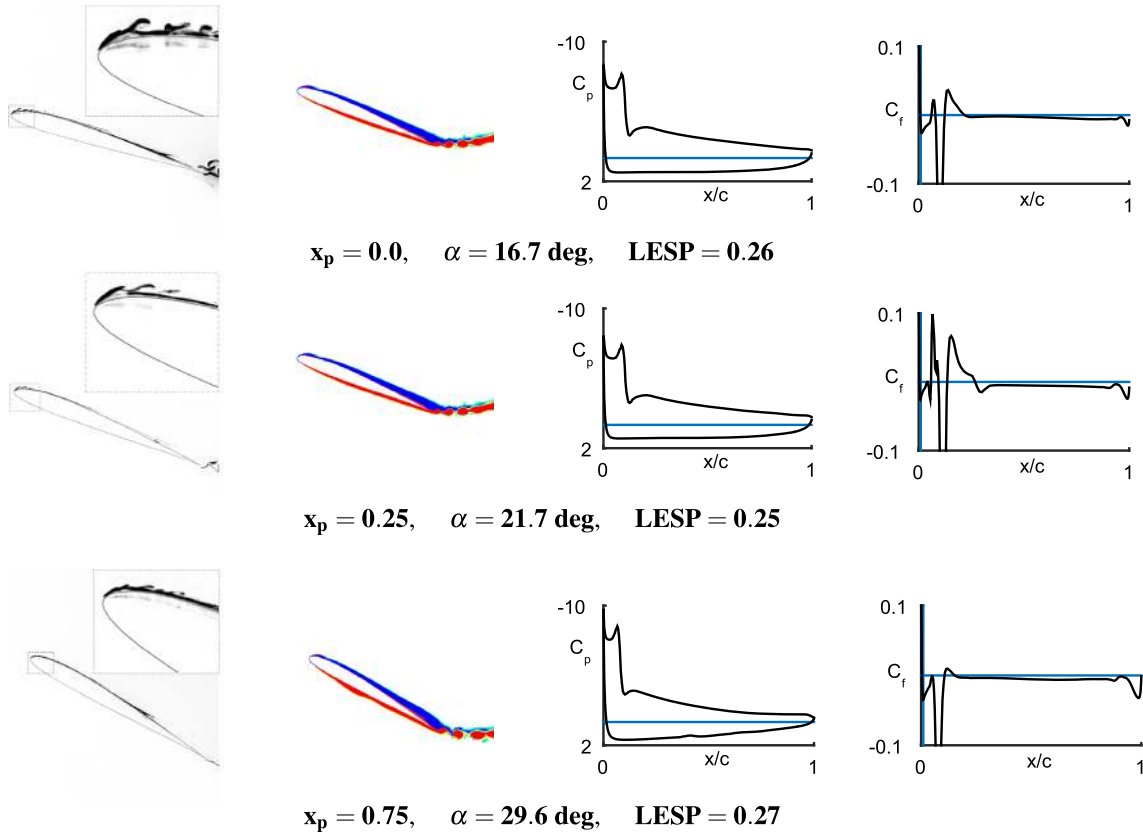 -10
C_p
2
0
x/c
1
0.1
C_f
-0.1
0
x/c
1
x_p = 0.0, α = 16.7 deg, LESP = 0.26
-10
C_p
2
0
x/c
1
0.1
C_f
-0.1
0
x/c
1
x_p = 0.25, α = 21.7 deg, LESP = 0.25
-10
C_p
2
0
x/c
1
0.1
C_f
-0.1
0
x/c
1
x_p = 0.75, α = 29.6 deg, LESP = 0.27